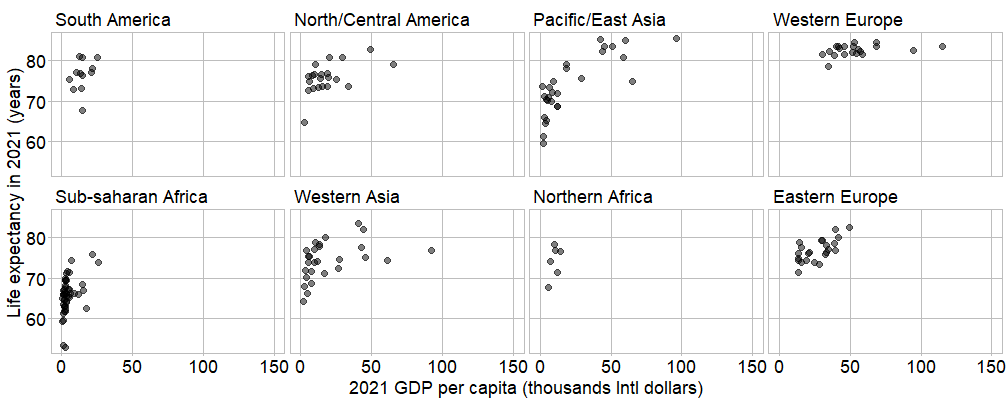 South America North/Central America Pacific/East Asia Western Europe
80
70
60
Sub-saharan Africa Western Asia Northern Africa Eastern Europe
80
70
60
0 50 100 150 0 50 100 150 0 50 100 150 0 50 100 150
2021 GDP per capita (thousands Intl dollars)
Life expectancy in 2021 (years)